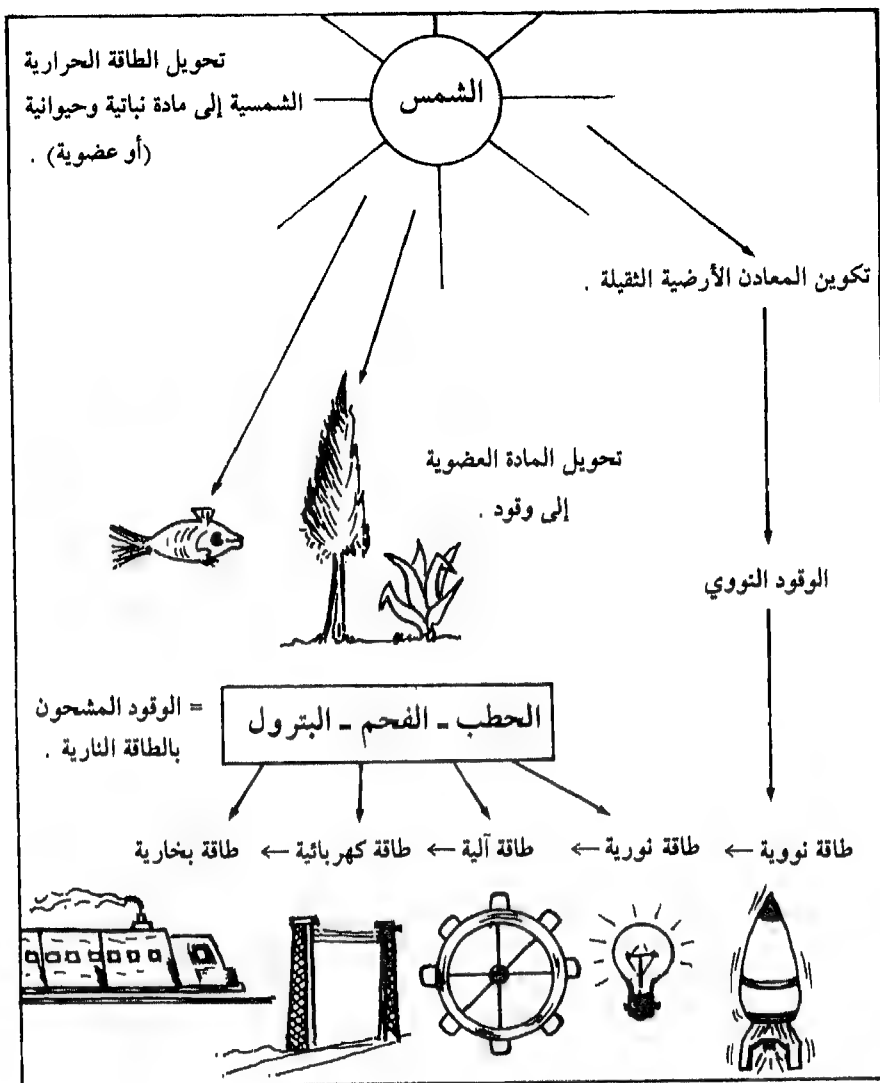 تحويل الطاقة الحرارية
الشمسية إلى مادة نباتية وحيوانية
(أو عضوية) .
الشمس
تكوين المعادن الأرضية الثقيلة .
تحويل المادة العضوية
إلى وقود .
الوقود النووي
الحطب ـ الفحم ـ البترول
= الوقود المشحون
بالطاقة النارية .
طاقة نووية ← طاقة نورية ← طاقة آلية ← طاقة كهربائية ← طاقة بخارية